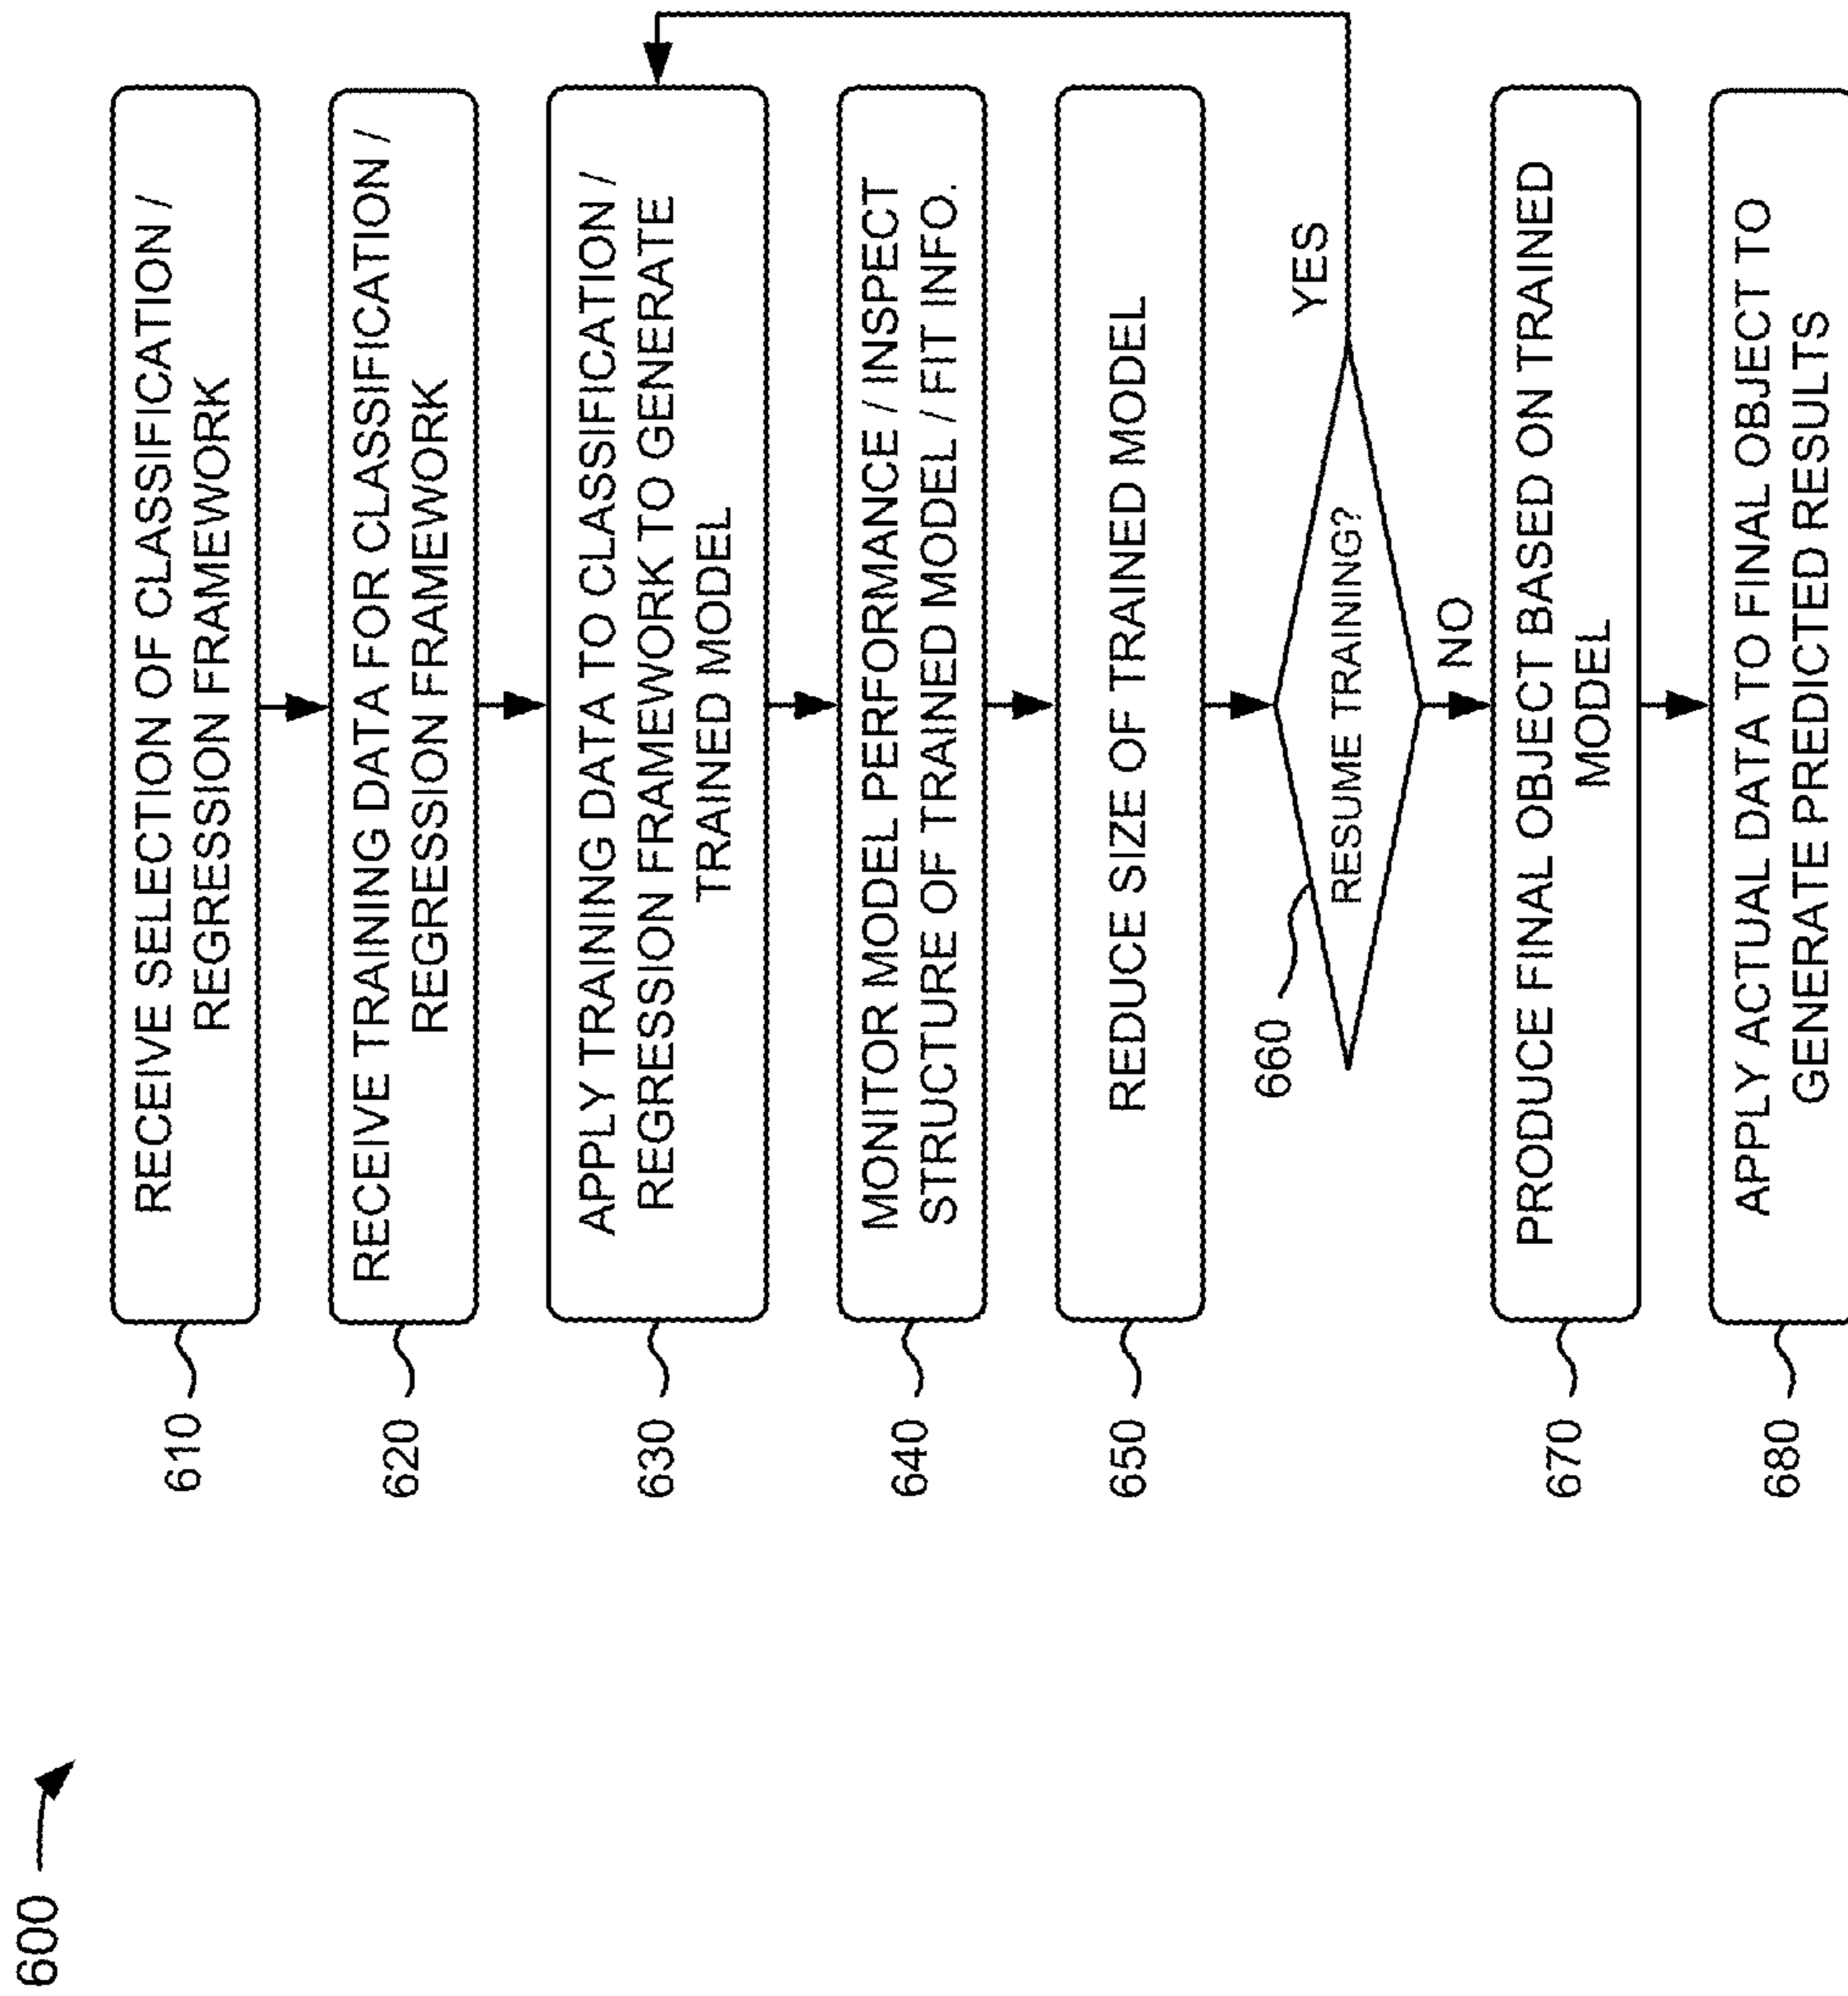 600
610
RECEIVE SELECTION OF CLASSIFICATION /
REGRESSION FRAMEWORK
620
RECEIVE TRAINING DATA FOR CLASSIFICATION /
REGRESSION FRAMEWORK
630
APPLY TRAINING DATA TO CLASSIFICATION /
REGRESSION FRAMEWORK TO GENERATE
TRAINED MODEL
640
MONITOR MODEL PERFORMANCE / INSPECT
STRUCTURE OF TRAINED MODEL / FIT INFO.
650
REDUCE SIZE OF TRAINED MODEL
660
RESUME TRAINING?
YES
NO
670
PRODUCE FINAL OBJECT BASED ON TRAINED
MODEL
680
APPLY ACTUAL DATA TO FINAL OBJECT TO
GENERATE PREDICTED RESULTS